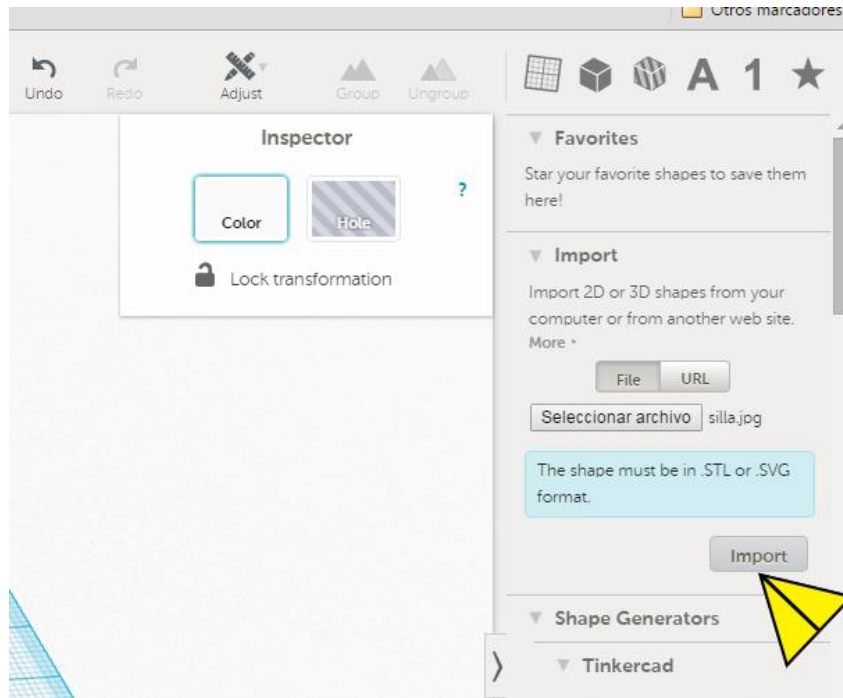 Otros marcadores
Undo
Redo
Adjust
Group
Ungroup
A 1
Inspector
Color
Hole
?
Lock transformation
Favorites
Star your favorite shapes to save them
here!
Import
Import 2D or 3D shapes from your
computer or from another web site.
More
File
URL
Seleccionar archivo silla.jpg
The shape must be in .STL or .SVG
format.
Import
Shape Generators
Tinkercad